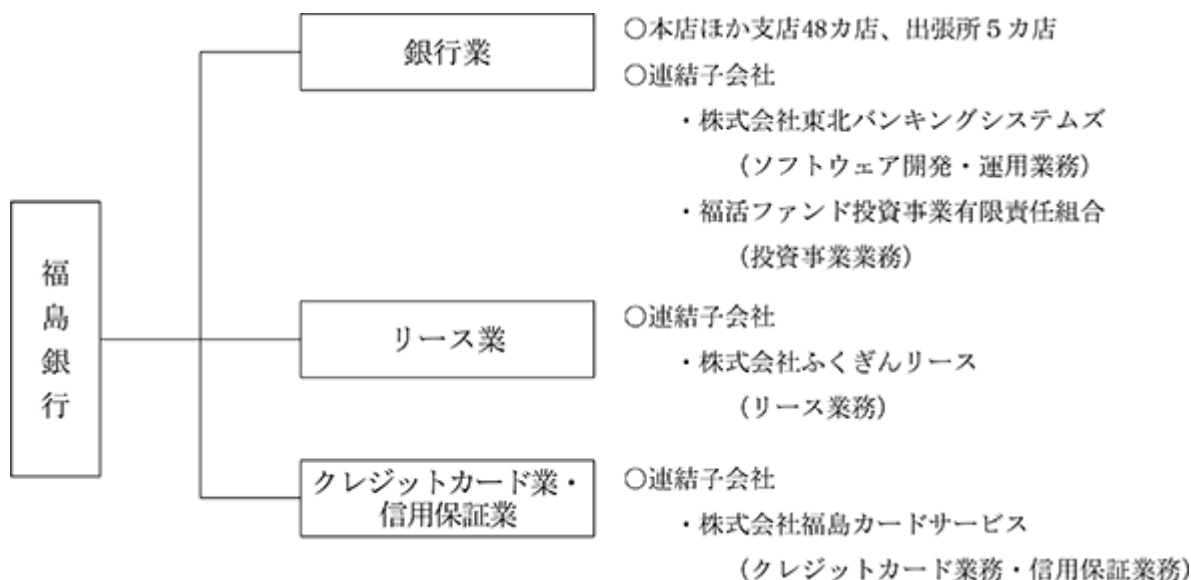 福島銀行
銀行業
○本店ほか支店48カ店、出張所５カ店
○連結子会社
・株式会社東北バンキングシステムズ
(ソフトウェア開発・運用業務)
・福活ファンド投資事業有限責任組合
(投資事業業務)
リース業
○連結子会社
・株式会社ふくぎんリース
(リース業務)
クレジットカード業・
信用保証業
○連結子会社
・株式会社福島カードサービス
(クレジットカード業務・信用保証業務)